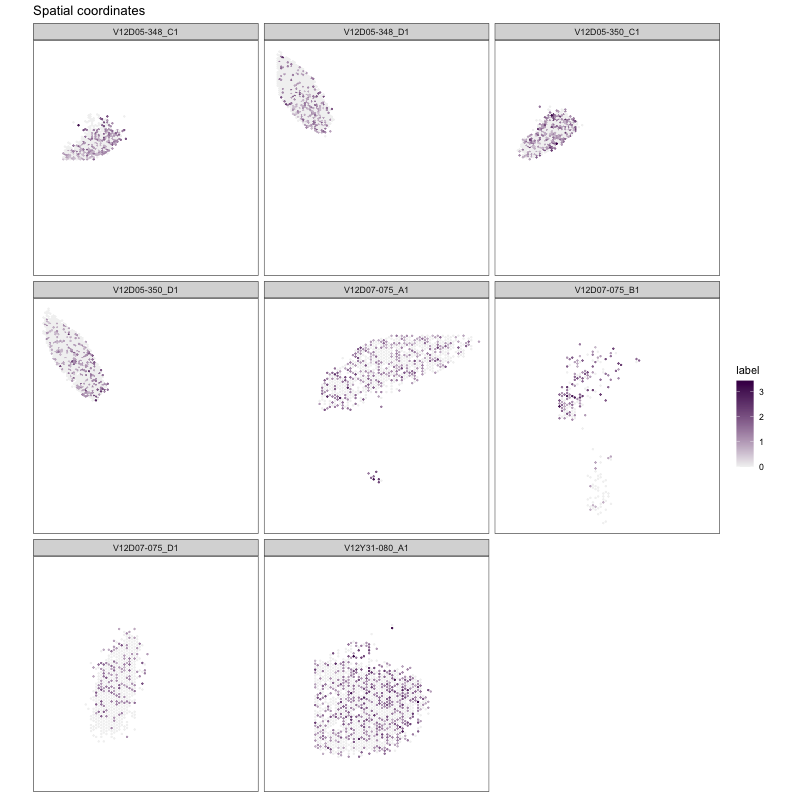 Spatial coordinates
V12D05-348_C1
V12D05-348_D1
V12D05-350_C1
V12D05-350_D1
V12D07-075_A1
V12D07-075_B1
label
3
2
1
0
V12D07-075_D1
V12Y31-080_A1